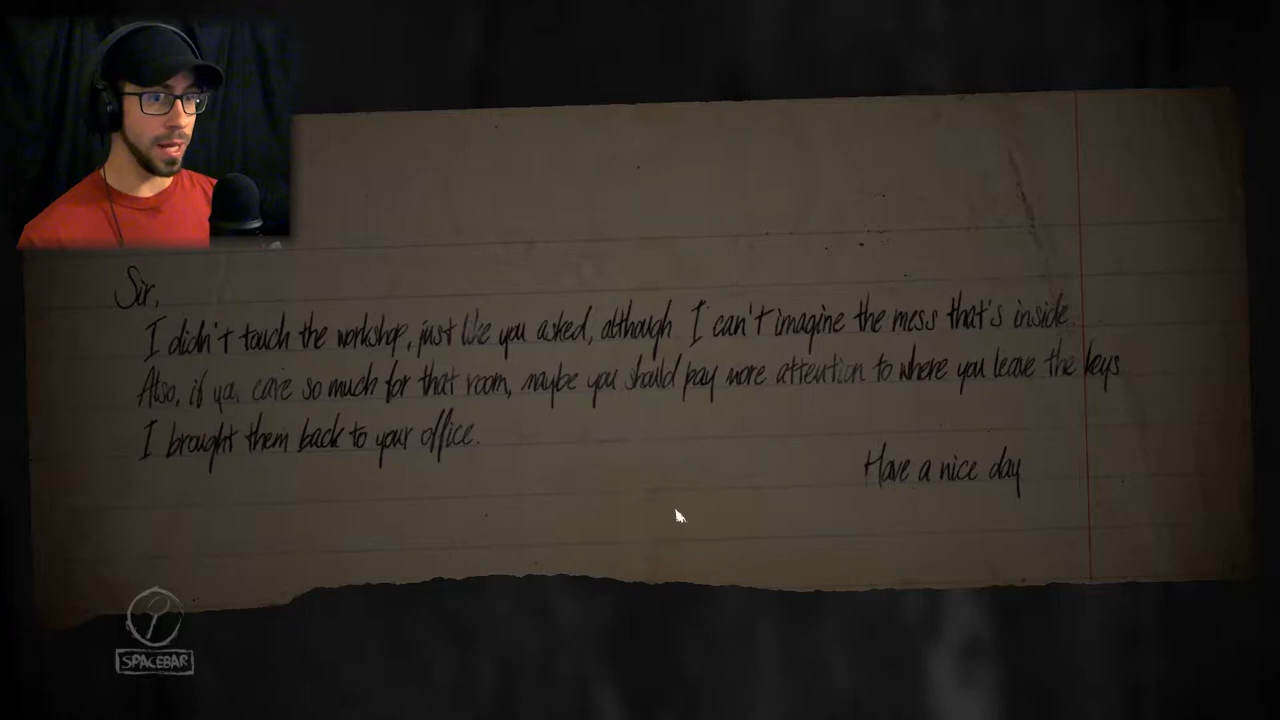 Sir,
I didn't touch the workshop, just like you asked, although I can't imagine the mess that's inside.
Also, if you care so much for that room, maybe you should pay more attention to where you leave the keys
I brought them back to your office.
Have a nice day
SPACEBAR